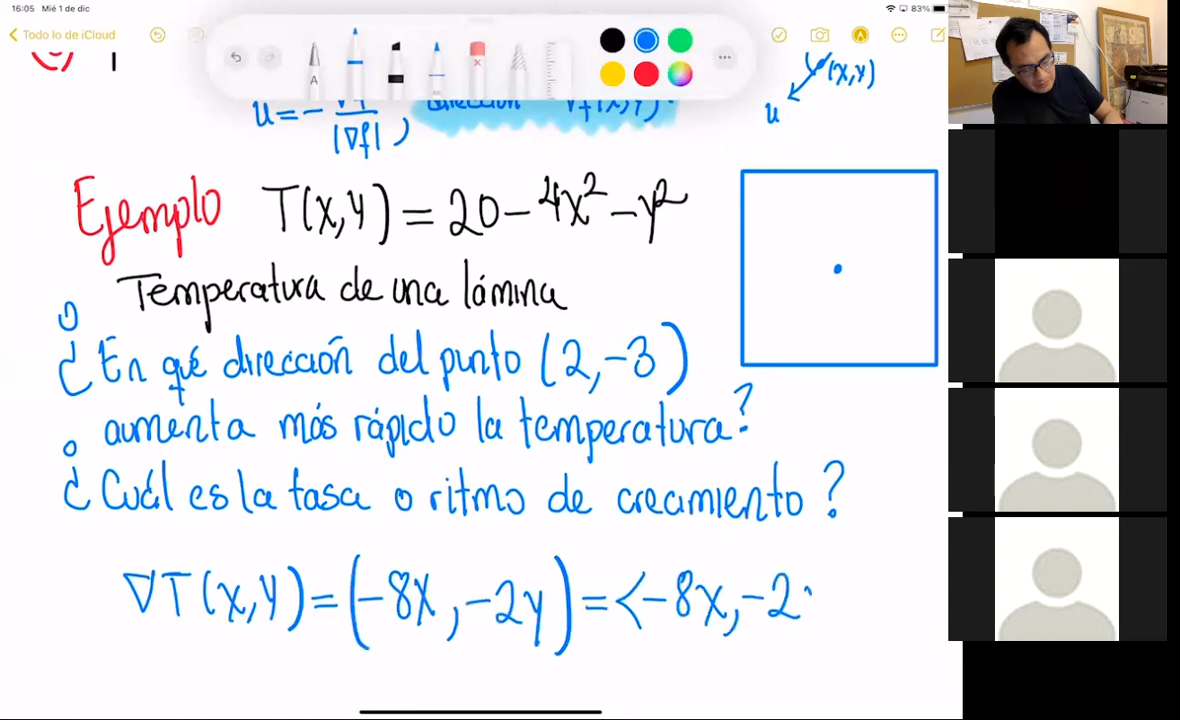 16:05 Mié 1 de dic
83%
Todo lo de iCloud
(x,y)
u
u = - ∇f / |∇f| ) dirección ∇f(x,y).
Ejemplo T(x,y) = 20 - 4x² - y²
Temperatura de una lámina
¿En qué dirección del punto (2,-3)
aumenta más rápido la temperatura?
¿Cuál es la tasa o ritmo de crecimiento?
∇T(x,y) = (-8x, -2y) = <-8x, -2